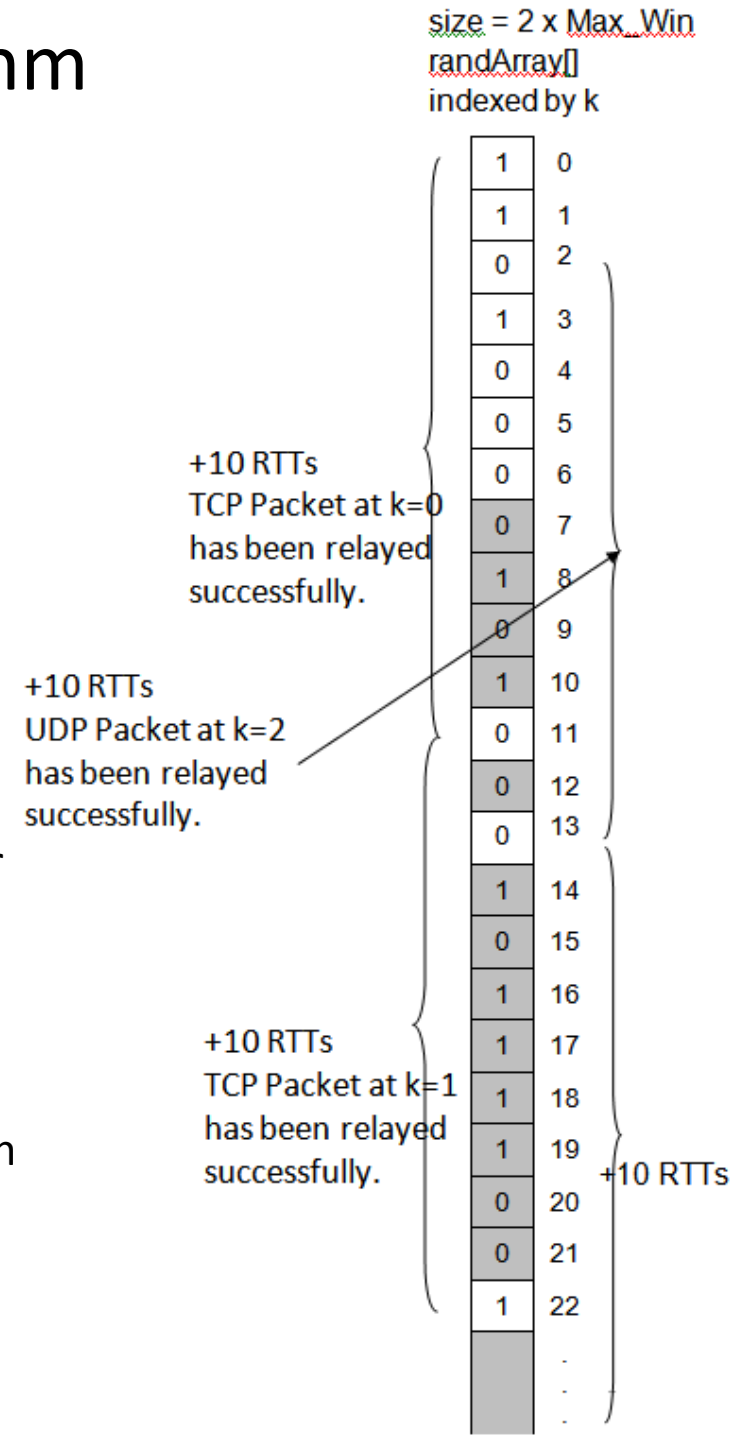 size = 2 x Max_Win
randArray[]
indexed by k
1 0
1 1
0 2
1 3
0 4
0 5
0 6
0 7
1 8
0 9
1 10
0 11
0 12
0 13
1 14
0 15
1 16
1 17
1 18
1 19
0 20
0 21
1 22
.
.
.
+10 RTTs
TCP Packet at k=0
has been relayed
successfully.
+10 RTTs
UDP Packet at k=2
has been relayed
successfully.
+10 RTTs
TCP Packet at k=1
has been relayed
successfully.
+10 RTTs